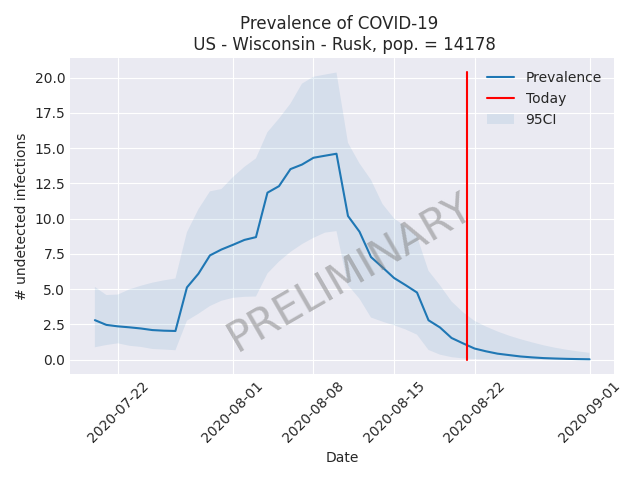 Prevalence of COVID-19
US - Wisconsin - Rusk, pop. = 14178
# undetected infections
20.0
17.5
15.0
12.5
10.0
7.5
5.0
2.5
0.0
Prevalence
Today
95CI
PRELIMINARY
2020-07-22
2020-08-01
2020-08-08
2020-08-15
2020-08-22
2020-09-01
Date